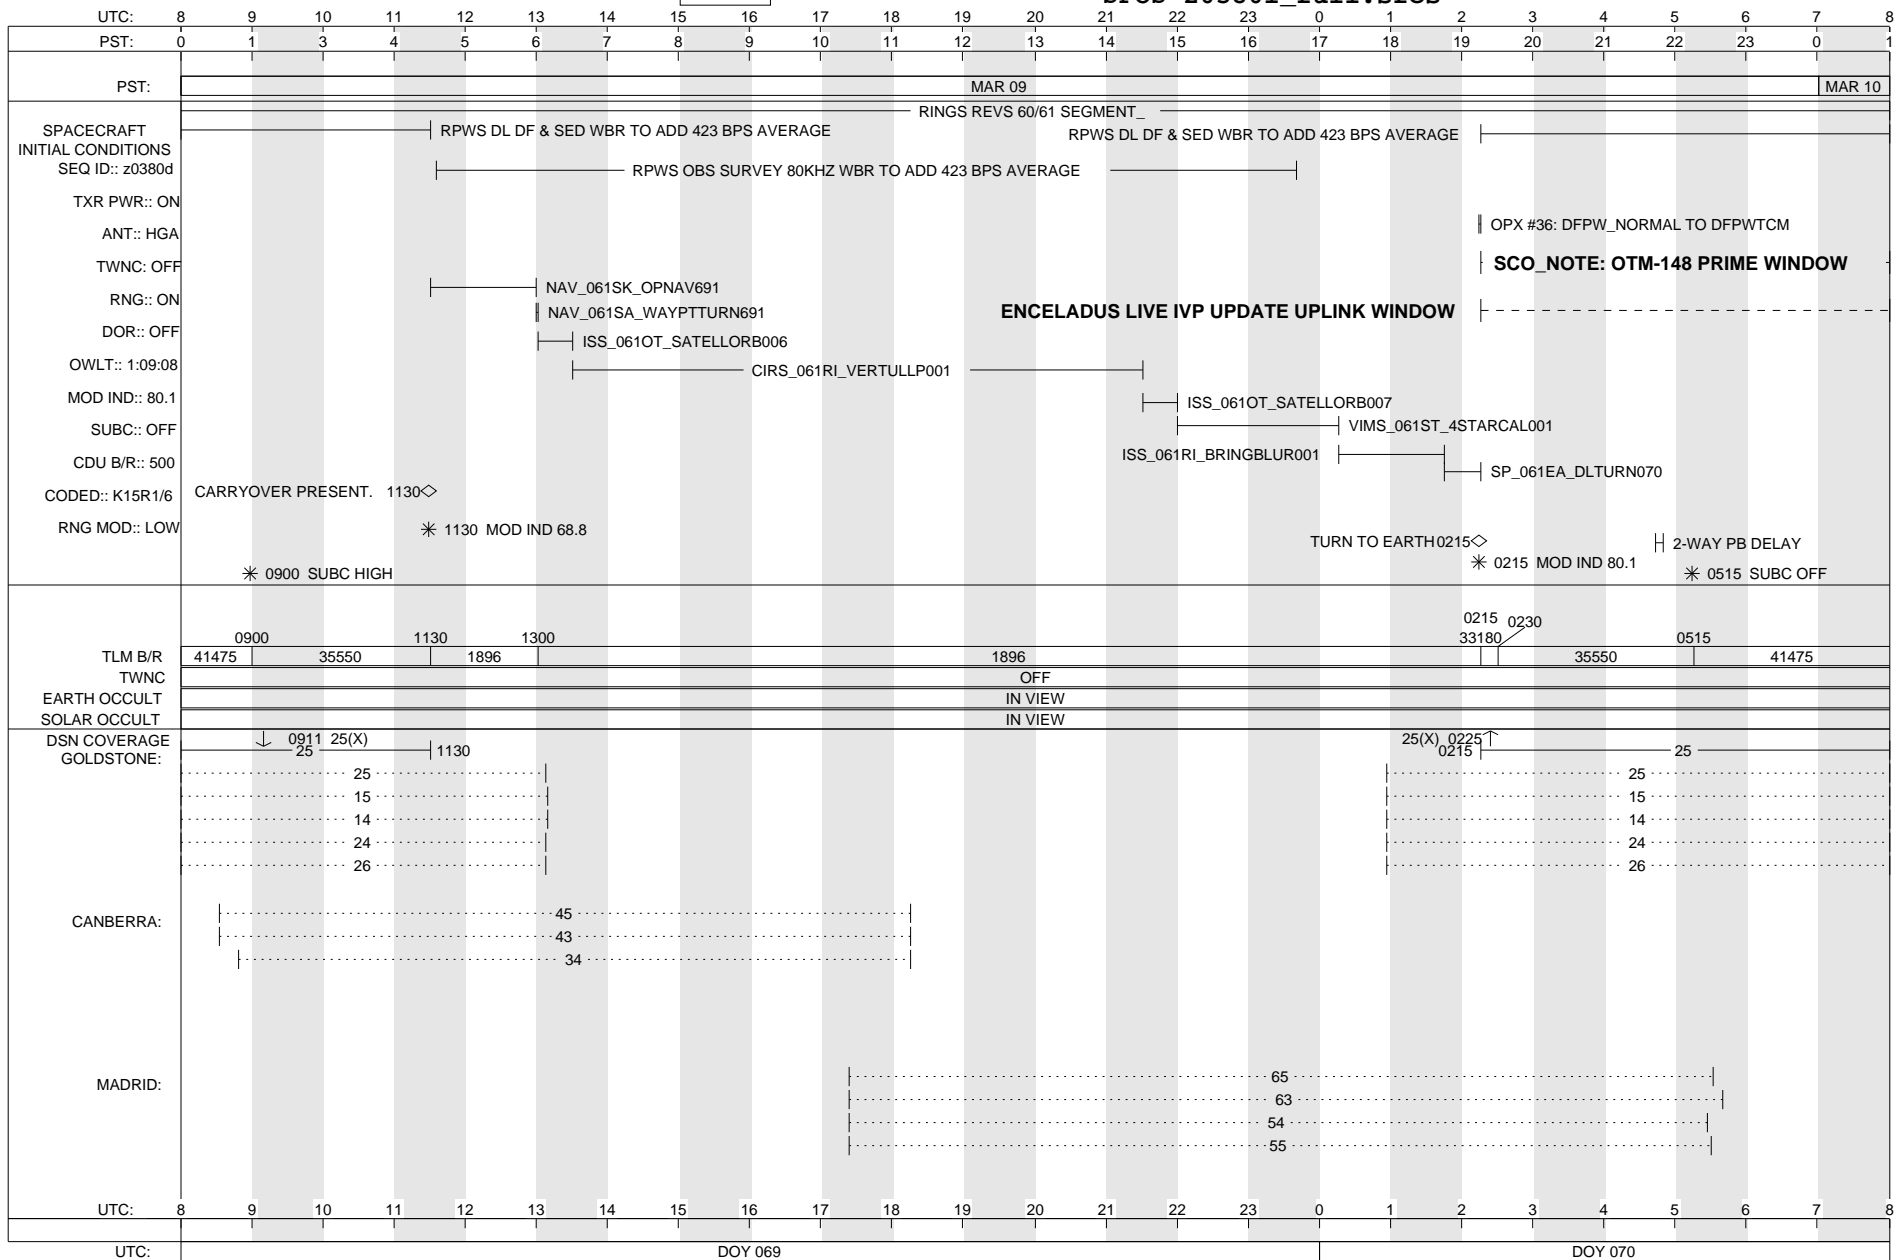 UTC: 8 9 10 11 12 13 14 15 16 17 18 19 20 21 22 23 0 1 2 3 4 5 6 7 8
PST: 0 1 3 4 5 6 7 8 9 10 11 12 13 14 15 16 17 18 19 20 21 22 23 0 1
PST: MAR 09 MAR 10
RINGS REVS 60/61 SEGMENT_
SPACECRAFT
INITIAL CONDITIONS
RPWS DL DF & SED WBR TO ADD 423 BPS AVERAGE
RPWS DL DF & SED WBR TO ADD 423 BPS AVERAGE
SEQ ID:: z0380d
RPWS OBS SURVEY 80KHZ WBR TO ADD 423 BPS AVERAGE
TXR PWR:: ON
OPX #36: DFPW_NORMAL TO DFPWTCM
ANT:: HGA
TWNC: OFF
SCO_NOTE: OTM-148 PRIME WINDOW
NAV_061SK_OPNAV691
RNG:: ON
NAV_061SA_WAYPTTURN691
ENCELADUS LIVE IVP UPDATE UPLINK WINDOW
DOR:: OFF
ISS_061OT_SATELLORB006
OWLT:: 1:09:08
CIRS_061RI_VERTULLP001
MOD IND:: 80.1
ISS_061OT_SATELLORB007
SUBC:: OFF
VIMS_061ST_4STARCAL001
ISS_061RI_BRINGBLUR001
CDU B/R:: 500
SP_061EA_DLTURN070
CODED:: K15R1/6
CARRYOVER PRESENT. 1130
RNG MOD:: LOW
1130 MOD IND 68.8
TURN TO EARTH 0215
2-WAY PB DELAY
0215 MOD IND 80.1
0900 SUBC HIGH
0515 SUBC OFF
0215 0230
0900 1130 1300 33180 0515
TLM B/R 41475 35550 1896 1896 35550 41475
TWNC OFF
EARTH OCCULT IN VIEW
SOLAR OCCULT IN VIEW
DSN COVERAGE
0911 25(X)
25(X) 0225
GOLDSTONE:
25 1130
0215 25
25 25
15 15
14 14
24 24
26 26
CANBERRA:
45
43
34
MADRID:
65
63
54
55
UTC: 8 9 10 11 12 13 14 15 16 17 18 19 20 21 22 23 0 1 2 3 4 5 6 7 8
UTC: DOY 069 DOY 070